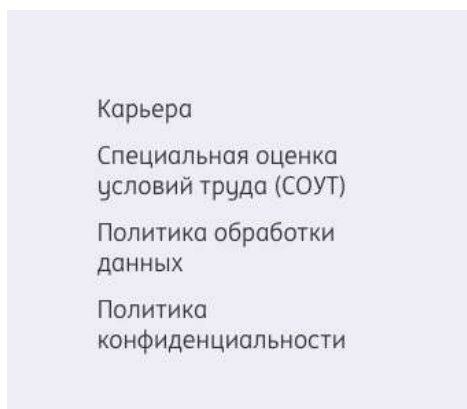 Карьера
Специальная оценка
условий труда (СОУТ)
Политика обработки
данных
Политика
конфиденциальности